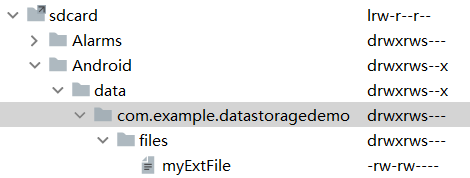 sdcard lrw-r--r--
Alarms drwxrws---
Android drwxrws--x
data drwxrws--x
com.example.datastoragedemo drwxrws---
files drwxrws---
myExtFile -rw-rw----